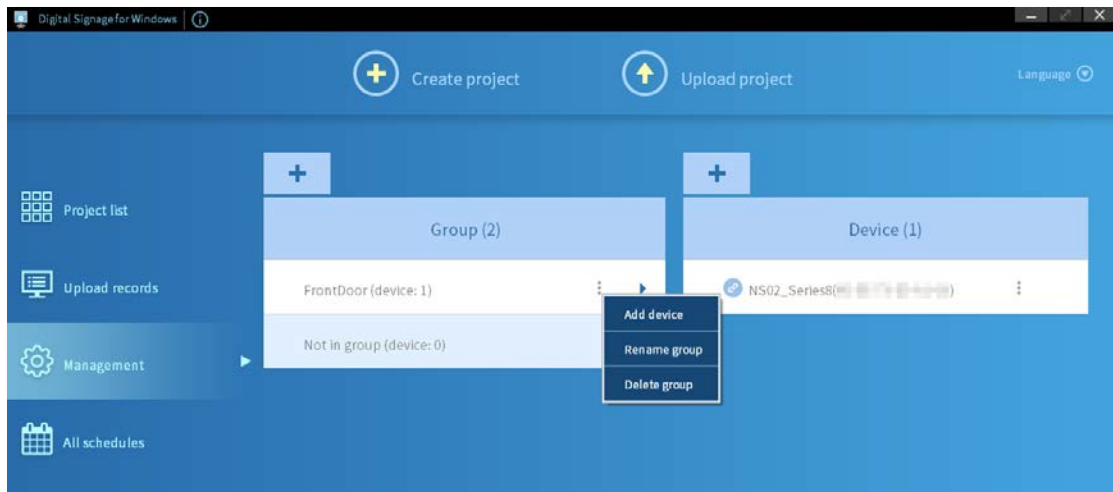 Digital Signage for Windows
Create project
Upload project
Language
Project list
Upload records
Management
All schedules
+
Group (2)
FrontDoor (device: 1)
Not in group (device: 0)
Add device
Rename group
Delete group
+
Device (1)
NS02_Series8( )